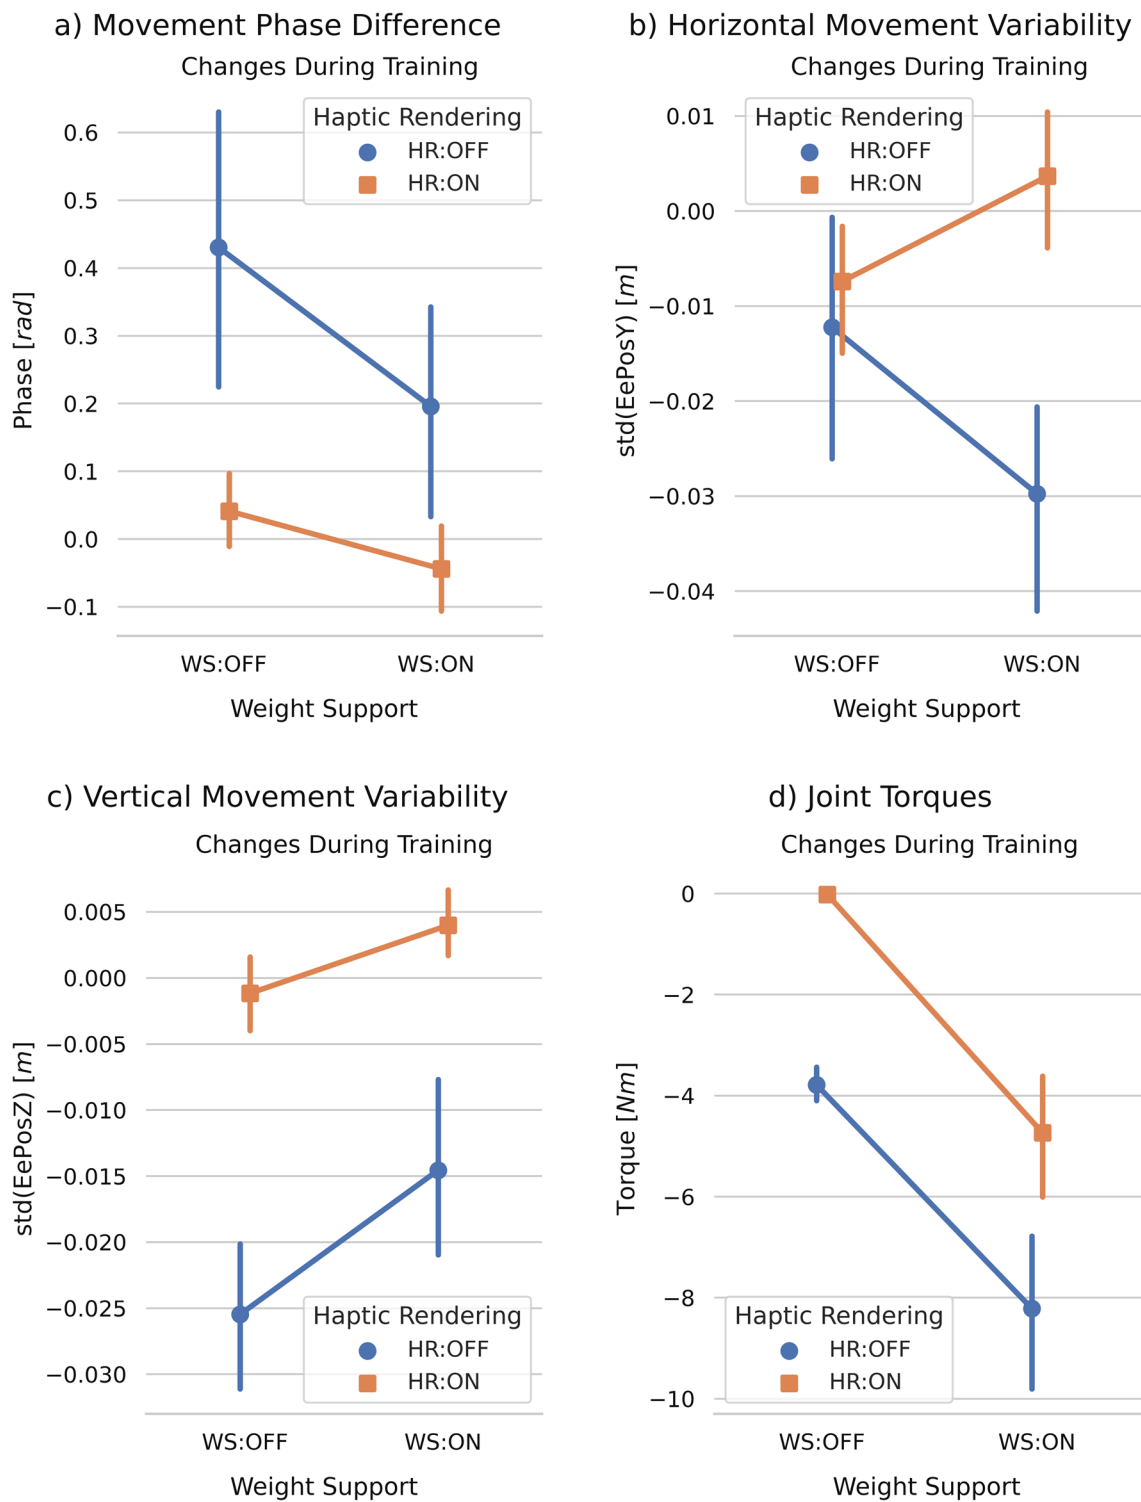 a) Movement Phase Difference
Changes During Training
Haptic Rendering
HR:OFF
HR:ON
0.6
0.5
0.4
0.3
0.2
0.1
0.0
−0.1
Phase [rad]
WS:OFF
WS:ON
Weight Support
b) Horizontal Movement Variability
Changes During Training
Haptic Rendering
HR:OFF
HR:ON
0.01
0.00
−0.01
−0.02
−0.03
−0.04
std(EePosY) [m]
WS:OFF
WS:ON
Weight Support
c) Vertical Movement Variability
Changes During Training
0.005
0.000
−0.005
−0.010
−0.015
−0.020
−0.025
−0.030
std(EePosZ) [m]
Haptic Rendering
HR:OFF
HR:ON
WS:OFF
WS:ON
Weight Support
d) Joint Torques
Changes During Training
0
−2
−4
−6
−8
−10
Torque [Nm]
Haptic Rendering
HR:OFF
HR:ON
WS:OFF
WS:ON
Weight Support